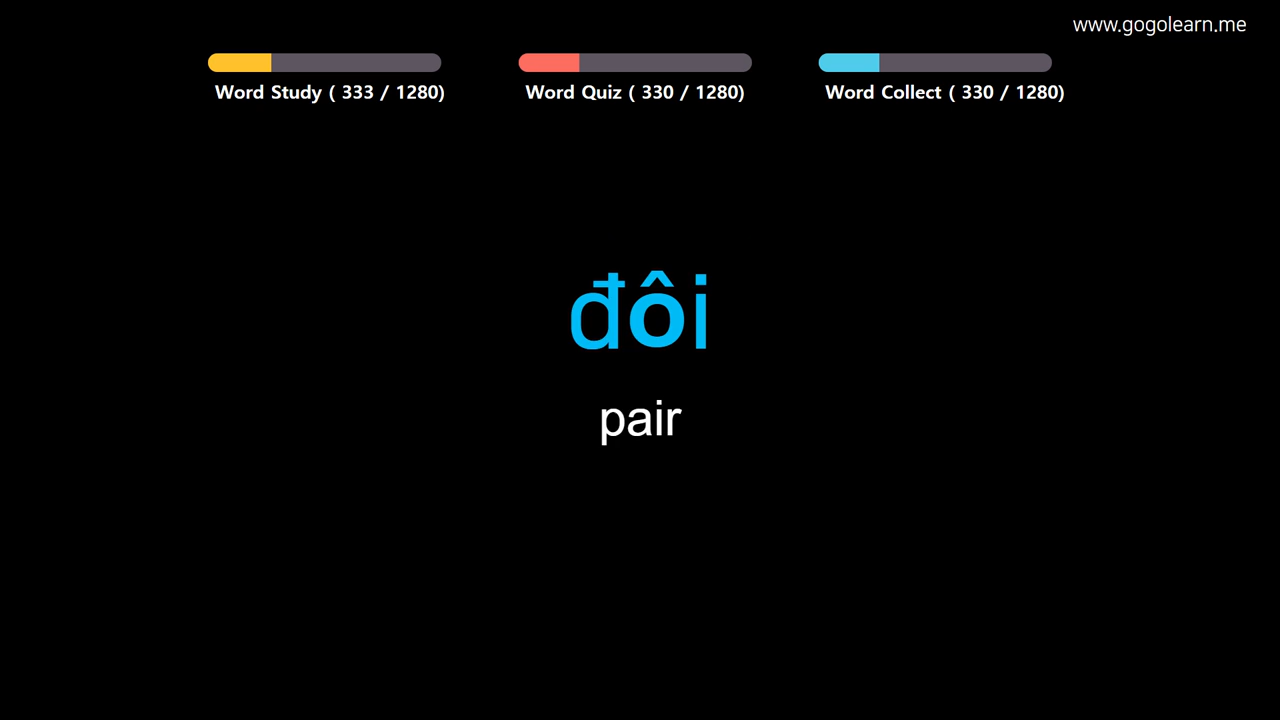 www.gogolearn.me
Word Study ( 333 / 1280)
Word Quiz ( 330 / 1280)
Word Collect ( 330 / 1280)
đôi
pair